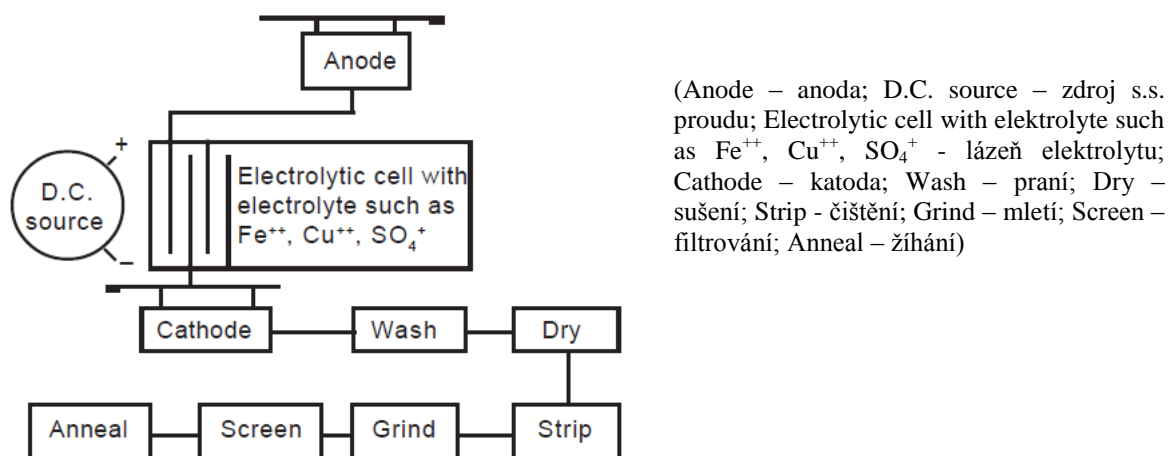 Anode
+
D.C.
source
–
Electrolytic cell with
electrolyte such as
Fe⁺⁺, Cu⁺⁺, SO₄⁺
Cathode
Wash
Dry
Anneal
Screen
Grind
Strip
(Anode – anoda; D.C. source – zdroj s.s.
proudu; Electrolytic cell with elektrolyte such
as Fe⁺⁺, Cu⁺⁺, SO₄⁺ - lázeň elektrolytu;
Cathode – katoda; Wash – praní; Dry –
sušení; Strip - čištění; Grind – mletí; Screen –
filtrování; Anneal – žíhání)